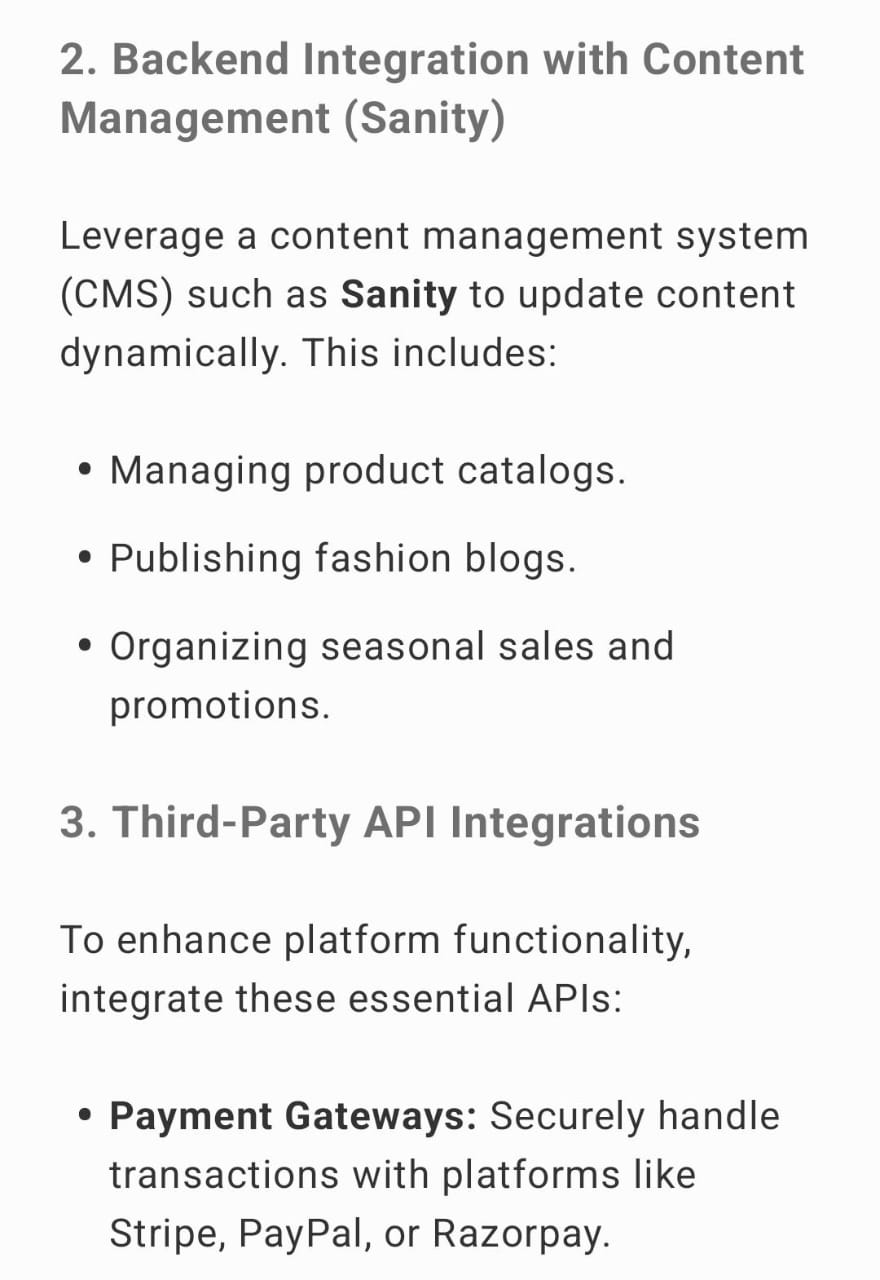 2. Backend Integration with Content
Management (Sanity)
Leverage a content management system
(CMS) such as Sanity to update content
dynamically. This includes:
• Managing product catalogs.
• Publishing fashion blogs.
• Organizing seasonal sales and
promotions.
3. Third-Party API Integrations
To enhance platform functionality,
integrate these essential APIs:
• Payment Gateways: Securely handle
transactions with platforms like
Stripe, PayPal, or Razorpay.